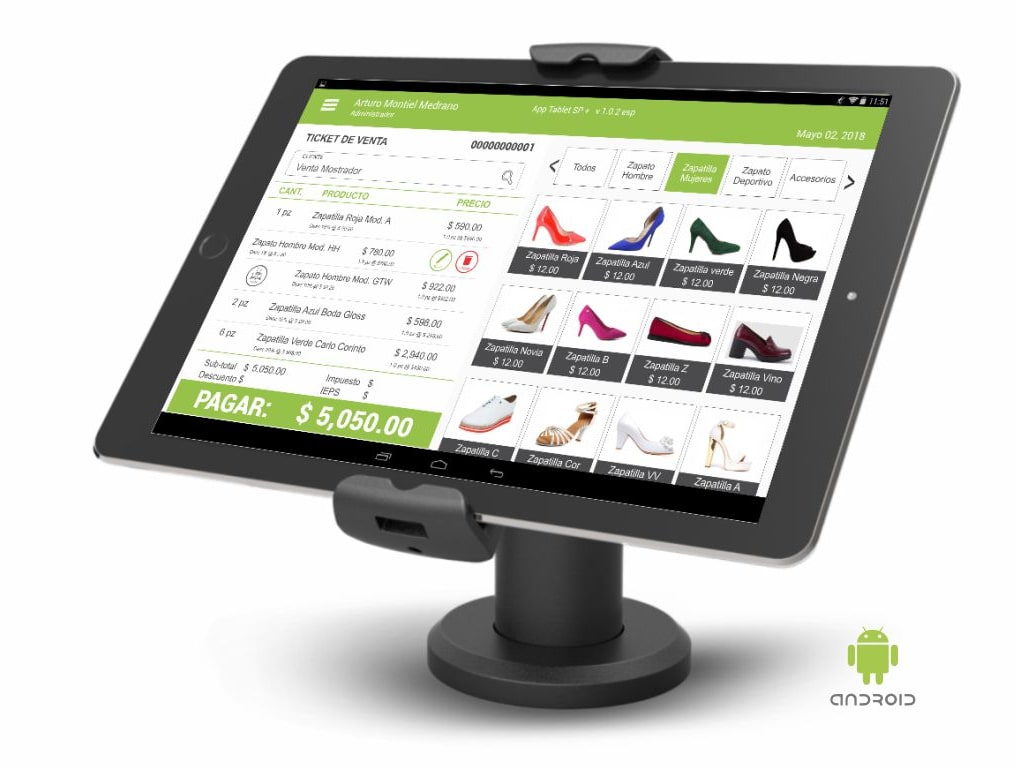 11:51
Arturo Montiel Medrano
Administrador
App Tablet SP + v 1.0.2 esp
Mayo 02, 2018
TICKET DE VENTA
00000000001
CLIENTE
Venta Mostrador
CANT. PRODUCTO PRECIO
1 pz Zapatilla Roja Mod. A $ 590.00
Zapato Hombre Mod. HH $ 780.00
Zapato Hombre Mod. GTW $ 922.00
2 pz Zapatilla Azul Boda Gloss $ 598.00
6 pz Zapatilla Verde Carlo Corinto $ 2,940.00
Sub-total $ 5,050.00 Impuesto $
Descuento $ IEPS $
PAGAR: $ 5,050.00
< Todos
Zapato Hombre
Zapatilla Mujeres
Zapato Deportivo
Accesorios >
Zapatilla Roja
$ 12.00
Zapatilla Azul
$ 12.00
Zapatilla verde
$ 12.00
Zapatilla Negra
$ 12.00
Zapatilla Novia
$ 12.00
Zapatilla B
$ 12.00
Zapatilla Z
$ 12.00
Zapatilla Vino
$ 12.00
Zapatilla C
Zapatilla Cor
Zapatilla VV
Zapatilla A
ANDROID